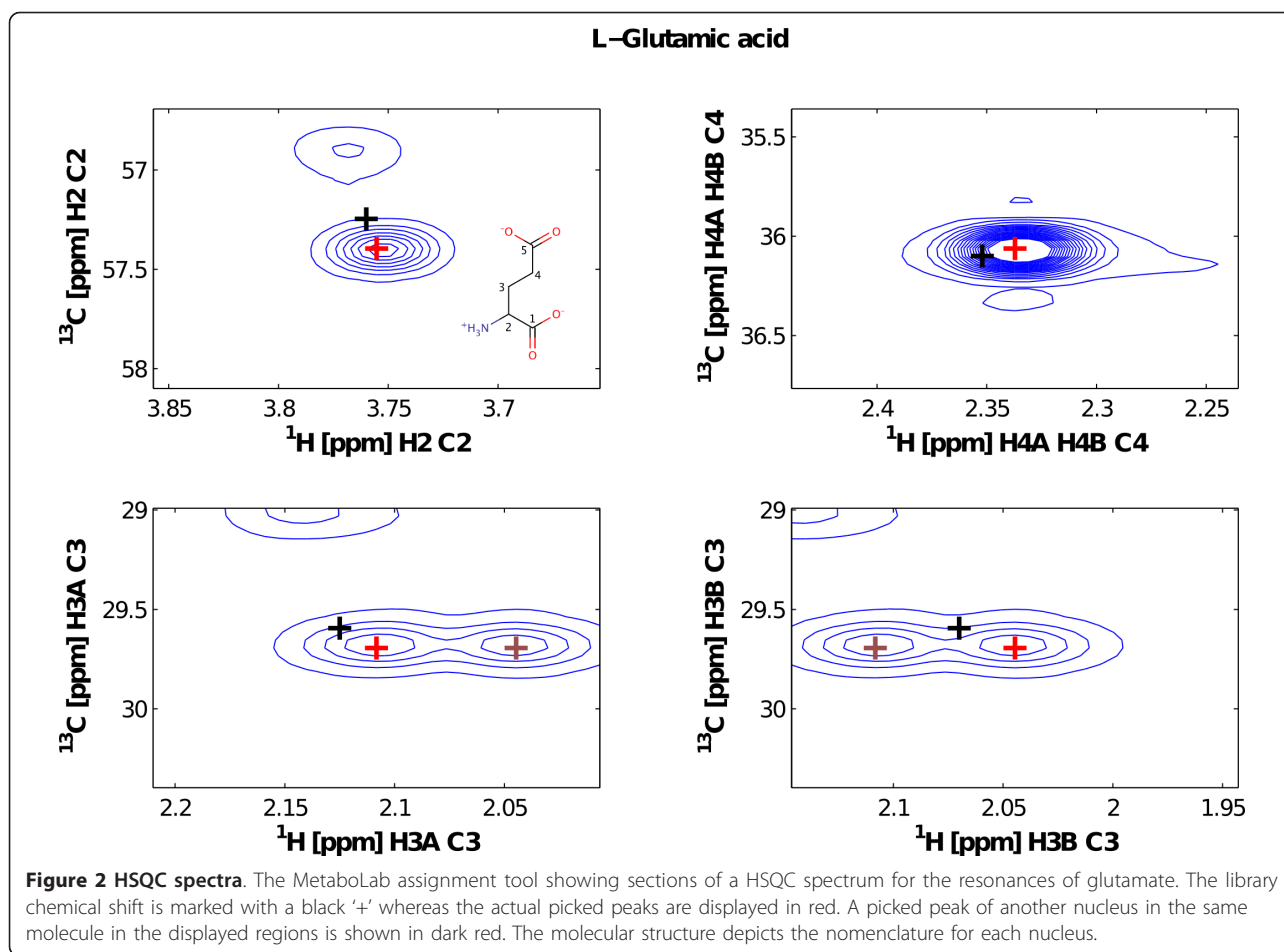 L-Glutamic acid
¹³C [ppm] H2 C2
57
57.5
58
3.85 3.8 3.75 3.7
¹H [ppm] H2 C2
⁻O
O
5
4
3
2
1
⁺H₃N
O⁻
O
¹³C [ppm] H4A H4B C4
35.5
36
36.5
2.4 2.35 2.3 2.25
¹H [ppm] H4A H4B C4
¹³C [ppm] H3A C3
29
29.5
30
2.2 2.15 2.1 2.05
¹H [ppm] H3A C3
¹³C [ppm] H3B C3
29
29.5
30
2.1 2.05 2 1.95
¹H [ppm] H3B C3
Figure 2 HSQC spectra. The MetaboLab assignment tool showing sections of a HSQC spectrum for the resonances of glutamate. The library
chemical shift is marked with a black '+' whereas the actual picked peaks are displayed in red. A picked peak of another nucleus in the same
molecule in the displayed regions is shown in dark red. The molecular structure depicts the nomenclature for each nucleus.